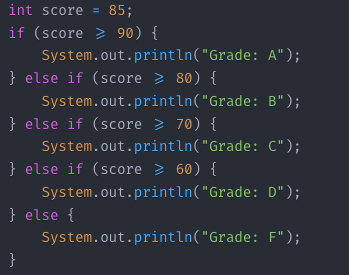 int score = 85;
if (score >= 90) {
    System.out.println("Grade: A");
} else if (score >= 80) {
    System.out.println("Grade: B");
} else if (score >= 70) {
    System.out.println("Grade: C");
} else if (score >= 60) {
    System.out.println("Grade: D");
} else {
    System.out.println("Grade: F");
}